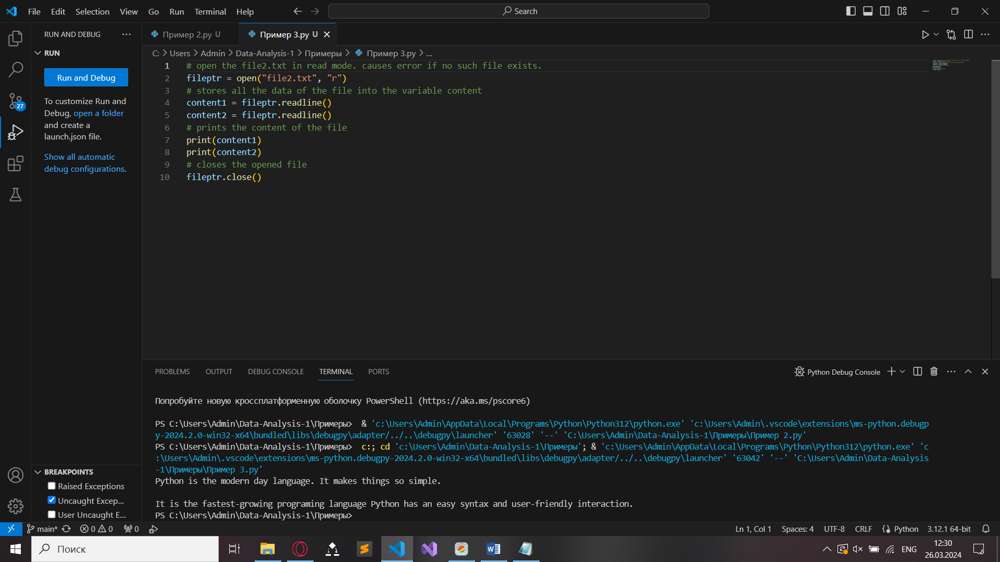 File Edit Selection View Go Run Terminal Help
Search
RUN AND DEBUG
RUN
Run and Debug
To customize Run and
Debug, open a folder
and create a
launch.json file.
Show all automatic
debug configurations.
27
Пример 2.py U
Пример 3.py U
C: > Users > Admin > Data-Analysis-1 > Примеры > Пример 3.py > ...
1 # open the file2.txt in read mode. causes error if no such file exists.
2 fileptr = open("file2.txt", "r")
3 # stores all the data of the file into the variable content
4 content1 = fileptr.readline()
5 content2 = fileptr.readline()
6 # prints the content of the file
7 print(content1)
8 print(content2)
9 # closes the opened file
10 fileptr.close()
PROBLEMS OUTPUT DEBUG CONSOLE TERMINAL PORTS
Python Debug Console
Попробуйте новую кроссплатформенную оболочку PowerShell (https://aka.ms/pscore6)
PS C:\Users\Admin\Data-Analysis-1\Примеры>  & 'c:\Users\Admin\AppData\Local\Programs\Python\Python312\python.exe' 'c:\Users\Admin\.vscode\extensions\ms-python.debugp
y-2024.2.0-win32-x64\bundled\libs\debugpy\adapter/../..\debugpy\launcher' '63028' '--' 'C:\Users\Admin\Data-Analysis-1\Примеры\Пример 2.py'
PS C:\Users\Admin\Data-Analysis-1\Примеры>  c:; cd 'c:\Users\Admin\Data-Analysis-1\Примеры'; & 'c:\Users\Admin\AppData\Local\Programs\Python\Python312\python.exe' 'c
:\Users\Admin\.vscode\extensions\ms-python.debugpy-2024.2.0-win32-x64\bundled\libs\debugpy\adapter/../..\debugpy\launcher' '63042' '--' 'C:\Users\Admin\Data-Analysis
-1\Примеры\Пример 3.py'
Python is the modern day language. It makes things so simple.
It is the fastest-growing programing language Python has an easy syntax and user-friendly interaction.
PS C:\Users\Admin\Data-Analysis-1\Примеры>
BREAKPOINTS
Raised Exceptions
Uncaught Excep...
User Uncaught E...
main* 0 0 0
Ln 1, Col 1 Spaces: 4 UTF-8 CRLF Python 3.12.1 64-bit
Поиск
ENG
12:30
26.03.2024